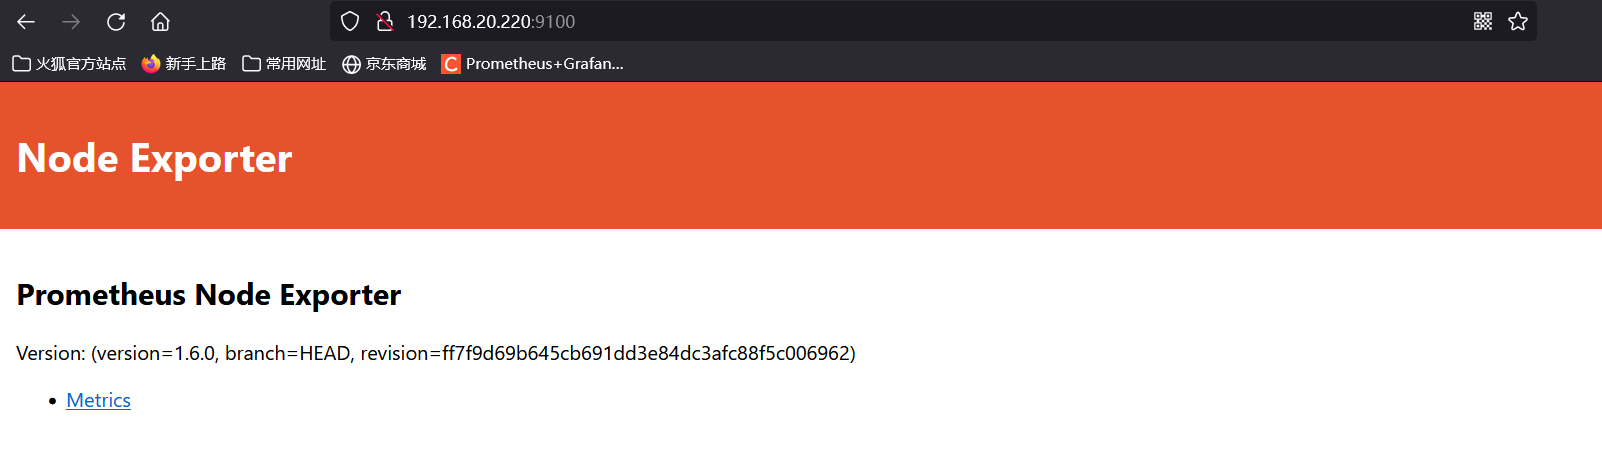 192.168.20.220:9100
火狐官方站点 新手上路 常用网址 京东商城 C Prometheus+Grafan...
Node Exporter
Prometheus Node Exporter
Version: (version=1.6.0, branch=HEAD, revision=ff7f9d69b645cb691dd3e84dc3afc88f5c006962)
Metrics